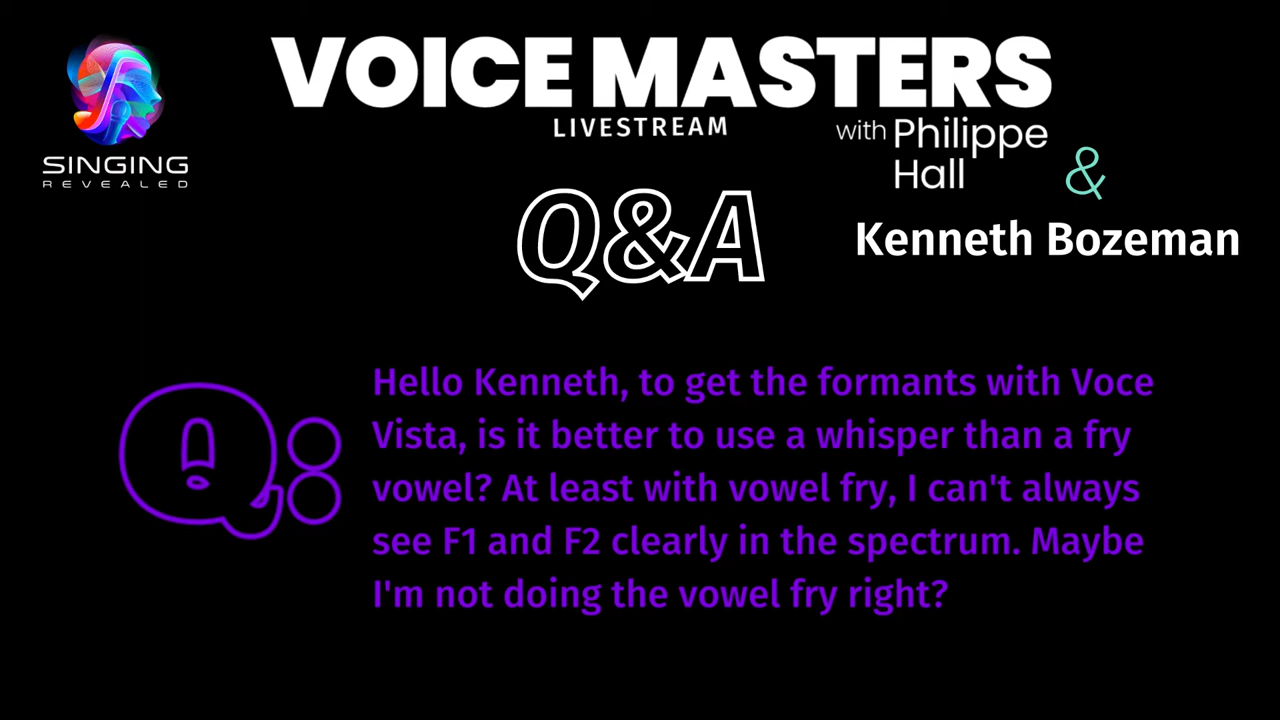 SINGING
REVEALED
VOICE MASTERS
LIVESTREAM
with Philippe
Hall
&
Kenneth Bozeman
Q&A
Q:
Hello Kenneth, to get the formants with Voce
Vista, is it better to use a whisper than a fry
vowel? At least with vowel fry, I can't always
see F1 and F2 clearly in the spectrum. Maybe
I'm not doing the vowel fry right?